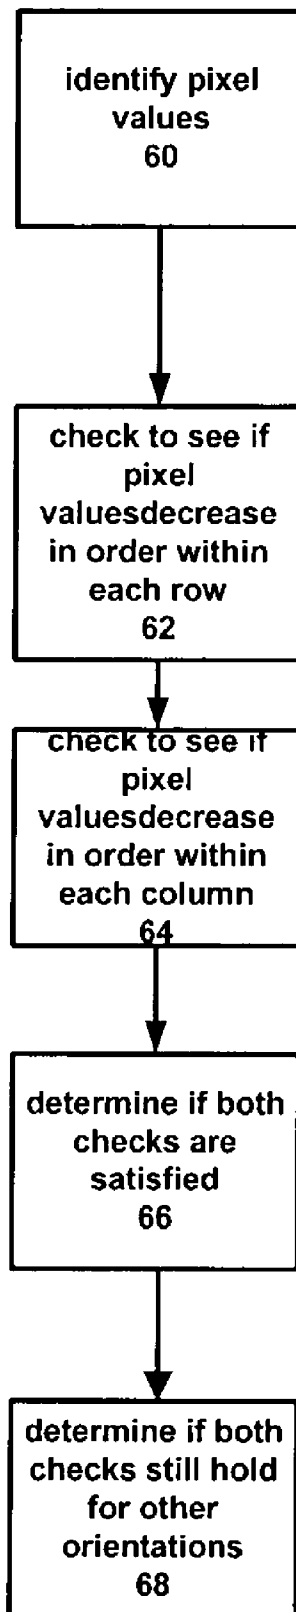 identify pixel
values
60
check to see if
pixel
valuesdecrease
in order within
each row
62
check to see if
pixel
valuesdecrease
in order within
each column
64
determine if both
checks are
satisfied
66
determine if both
checks still hold
for other
orientations
68